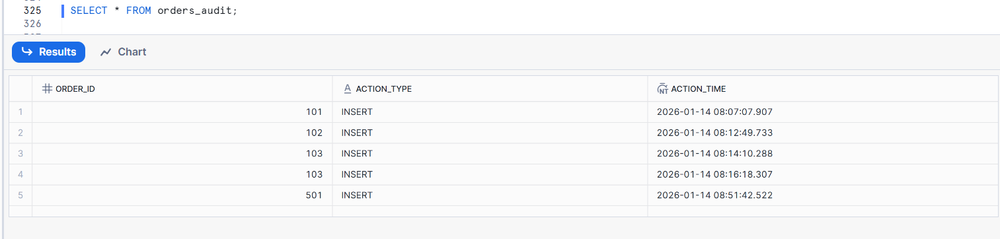 325 SELECT * FROM orders_audit;
326
Results Chart
ORDER_ID ACTION_TYPE ACTION_TIME
1 101 INSERT 2026-01-14 08:07:07.907
2 102 INSERT 2026-01-14 08:12:49.733
3 103 INSERT 2026-01-14 08:14:10.288
4 103 INSERT 2026-01-14 08:16:18.307
5 501 INSERT 2026-01-14 08:51:42.522